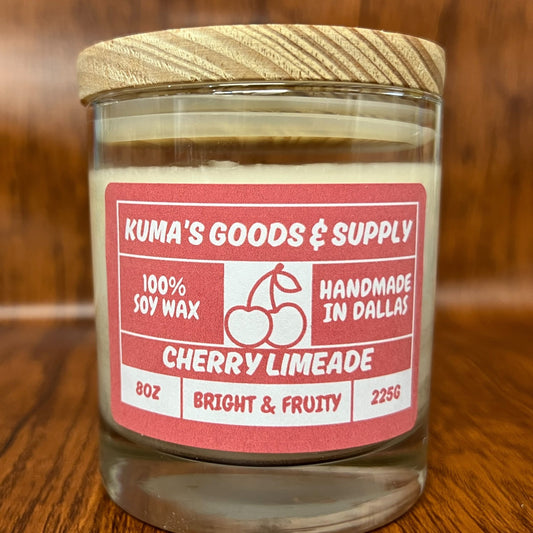 KUMA'S GOODS & SUPPLY
100%
SOY WAX
HANDMADE
IN DALLAS
CHERRY LIMEADE
8OZ
BRIGHT & FRUITY
225G